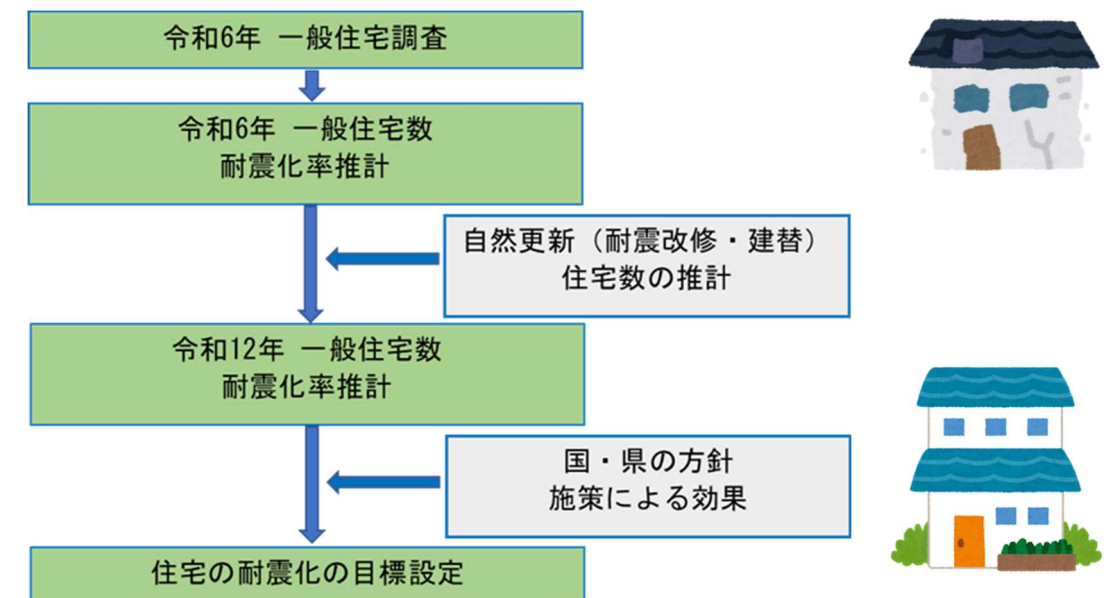 令和6年 一般住宅調査
令和6年 一般住宅数
耐震化率推計
自然更新（耐震改修・建替）
住宅数の推計
令和12年 一般住宅数
耐震化率推計
国・県の方針
施策による効果
住宅の耐震化の目標設定